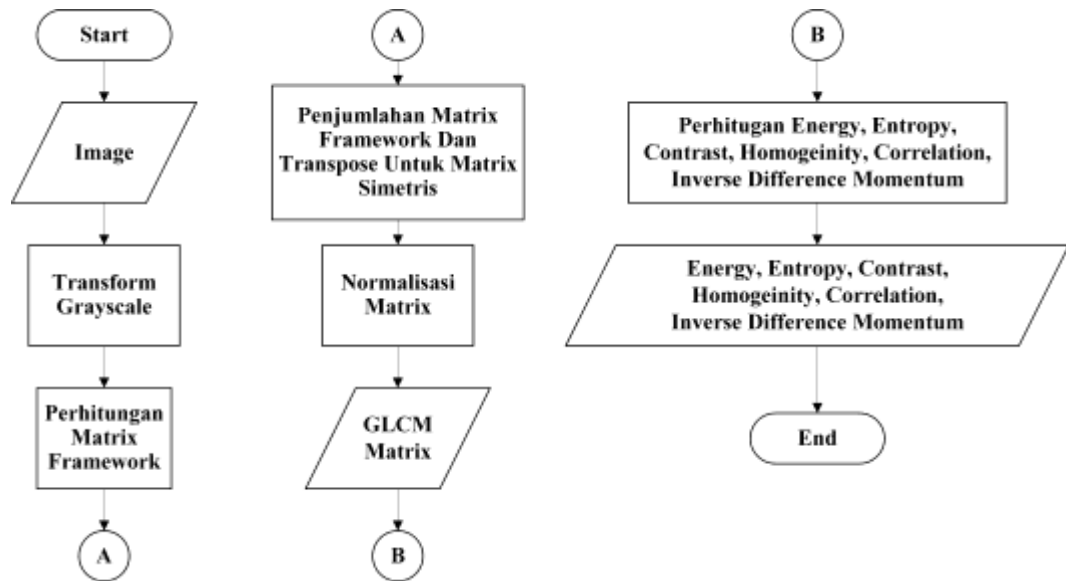 Start
Image
Transform
Grayscale
Perhitungan
Matrix
Framework
A
A
Penjumlahan Matrix
Framework Dan
Transpose Untuk Matrix
Simetris
Normalisasi
Matrix
GLCM
Matrix
B
B
Perhitugan Energy, Entropy,
Contrast, Homogeinity, Correlation,
Inverse Difference Momentum
Energy, Entropy, Contrast,
Homogeinity, Correlation,
Inverse Difference Momentum
End